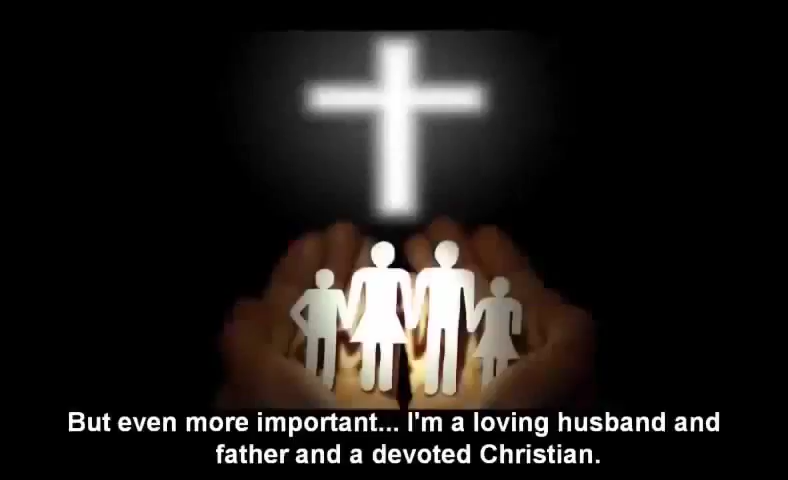 But even more important... I'm a loving husband and
father and a devoted Christian.